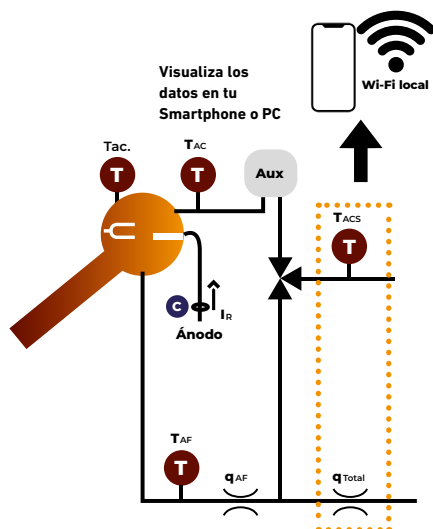 Visualiza los
datos en tu
Smartphone o PC
Wi-Fi local
Tac.
TAC
T
T
Aux
TACS
T
C
IR
Ánodo
TAF
T
qAF
qTotal